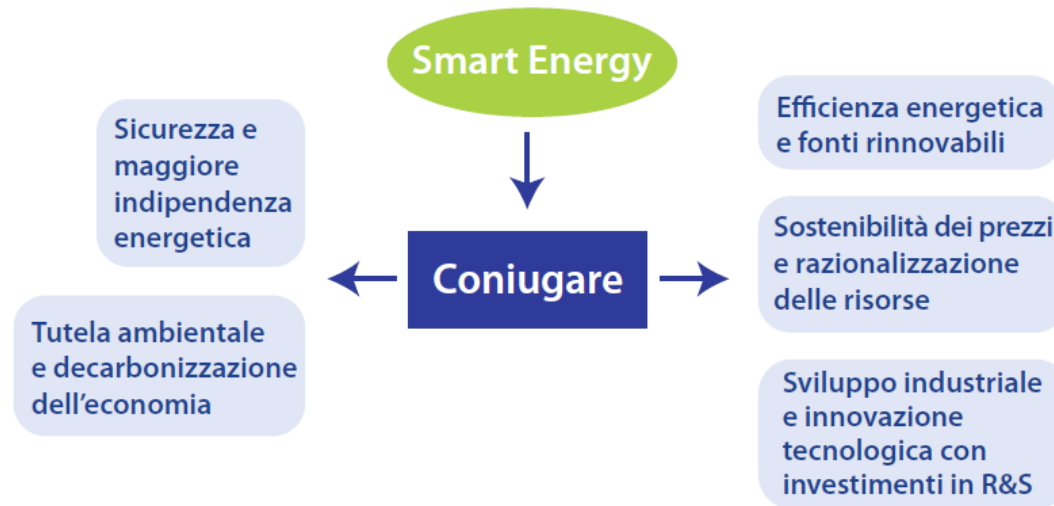 Smart Energy
Sicurezza e
maggiore
indipendenza
energetica
Tutela ambientale
e decarbonizzazione
dell'economia
Coniugare
Efficienza energetica
e fonti rinnovabili
Sostenibilità dei prezzi
e razionalizzazione
delle risorse
Sviluppo industriale
e innovazione
tecnologica con
investimenti in R&S